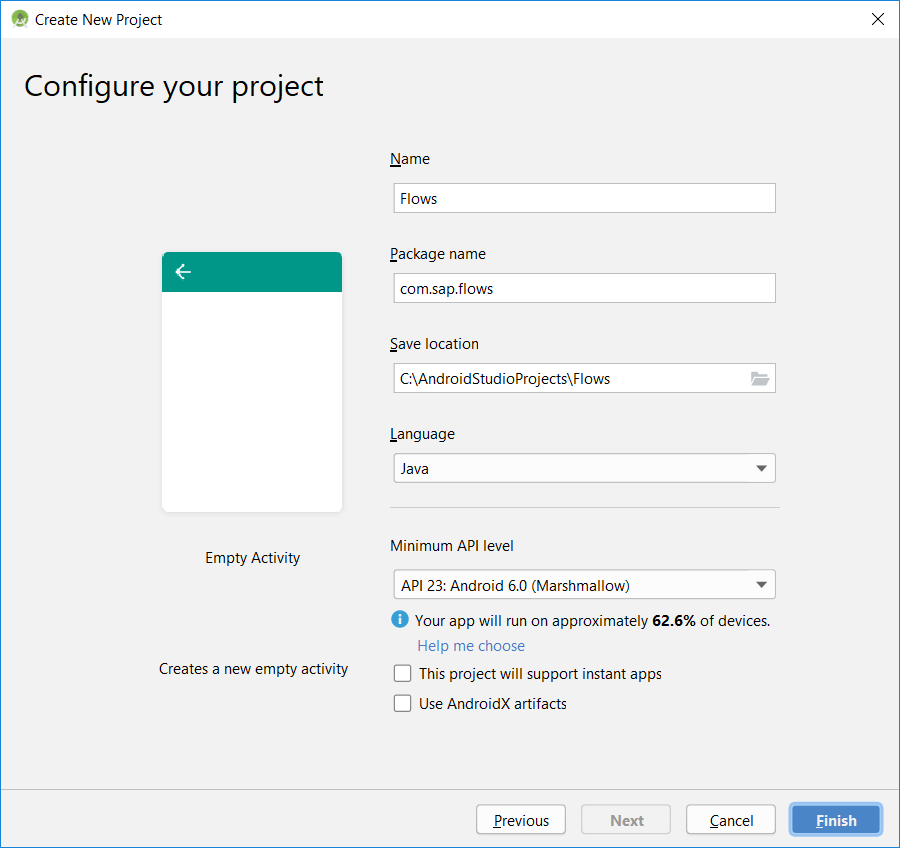 Create New Project
Configure your project
Name
Flows
Package name
com.sap.flows
Save location
C:\AndroidStudioProjects\Flows
Language
Java
Empty Activity
Creates a new empty activity
Minimum API level
API 23: Android 6.0 (Marshmallow)
Your app will run on approximately 62.6% of devices.
Help me choose
This project will support instant apps
Use AndroidX artifacts
Previous
Next
Cancel
Finish